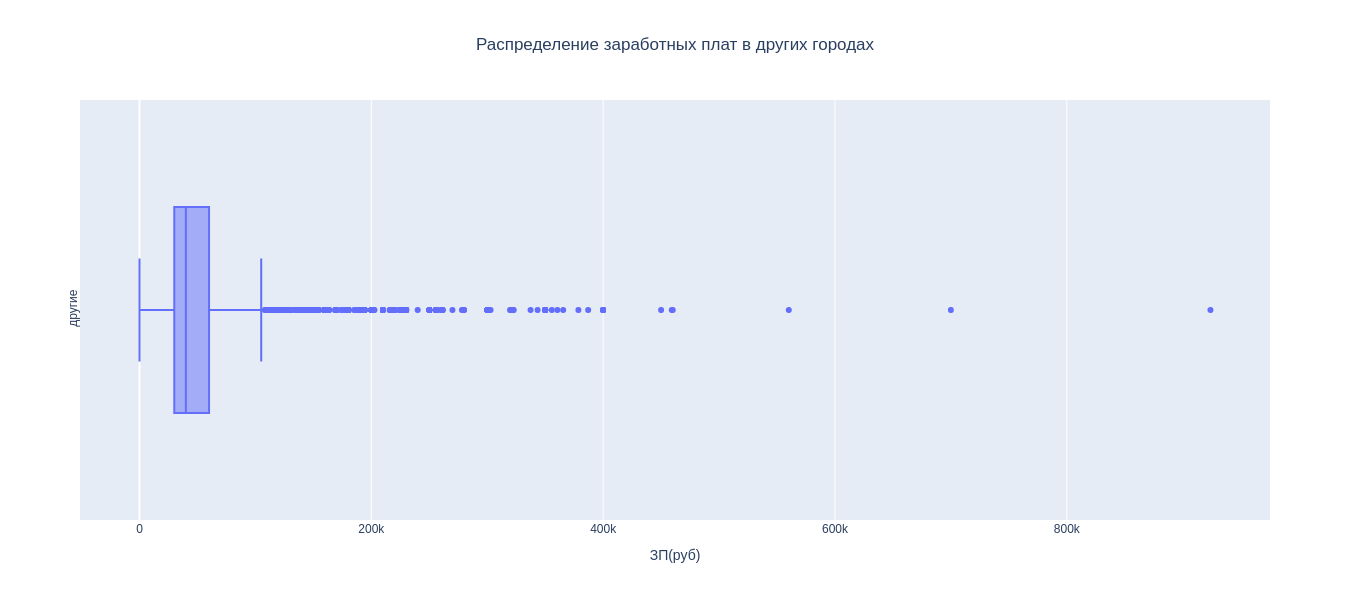 Распределение заработных плат в других городах
другие
0
200k
400k
600k
800k
ЗП(руб)